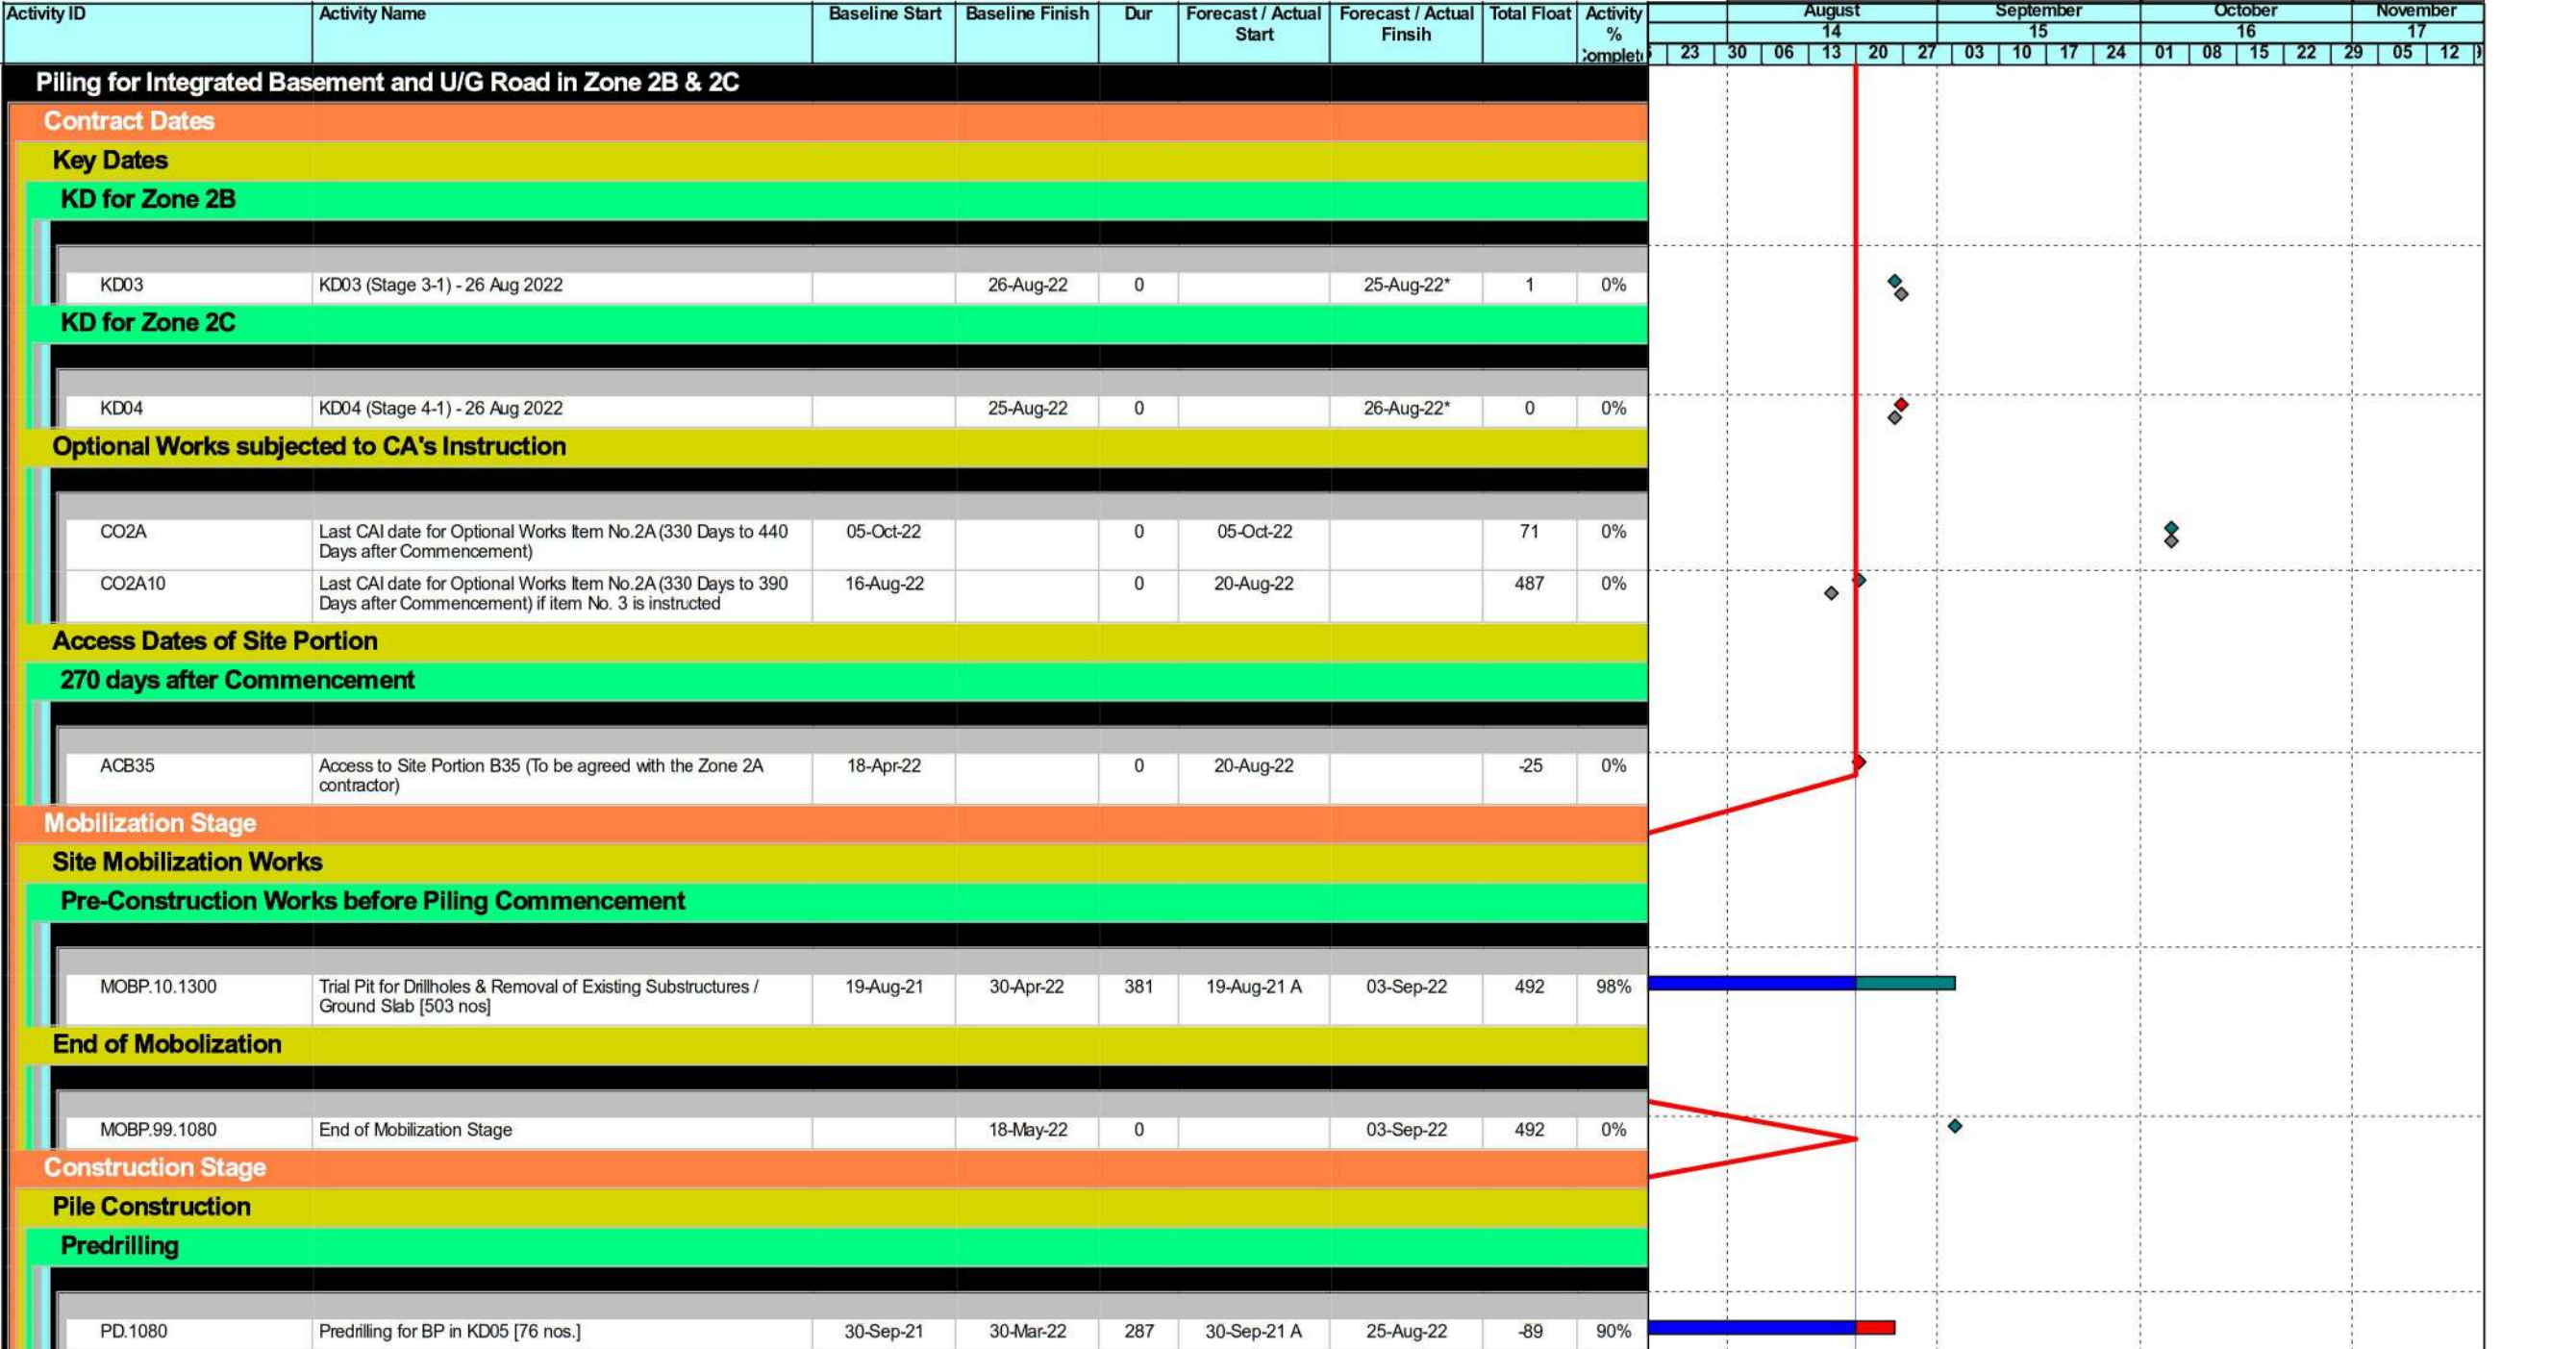 Activity ID Activity Name Baseline Start Baseline Finish Dur Forecast / Actual Forecast / Actual Total Float Activity August September October November
Start Finsih % 14 15 16 17
23 30 06 13 20 27 03 10 17 24 01 08 15 22 29 05 12
Piling for Integrated Basement and U/G Road in Zone 2B & 2C
Contract Dates
Key Dates
KD for Zone 2B
KD03 KD03 (Stage 3-1) - 26 Aug 2022 26-Aug-22 0 25-Aug-22* 1 0%
KD for Zone 2C
KD04 KD04 (Stage 4-1) - 26 Aug 2022 25-Aug-22 0 26-Aug-22* 0 0%
Optional Works subjected to CA's Instruction
CO2A Last CAI date for Optional Works Item No.2A (330 Days to 440 05-Oct-22 0 05-Oct-22 71 0%
Days after Commencement)
CO2A10 Last CAI date for Optional Works Item No.2A (330 Days to 390 16-Aug-22 0 20-Aug-22 487 0%
Days after Commencement) if item No. 3 is instructed
Access Dates of Site Portion
270 days after Commencement
ACB35 Access to Site Portion B35 (To be agreed with the Zone 2A 18-Apr-22 0 20-Aug-22 -25 0%
contractor)
Mobilization Stage
Site Mobilization Works
Pre-Construction Works before Piling Commencement
MOBP.10.1300 Trial Pit for Drillholes & Removal of Existing Substructures / 19-Aug-21 30-Apr-22 381 19-Aug-21 A 03-Sep-22 492 98%
Ground Slab [503 nos]
End of Mobolization
MOBP.99.1080 End of Mobilization Stage 18-May-22 0 03-Sep-22 492 0%
Construction Stage
Pile Construction
Predrilling
PD.1080 Predrilling for BP in KD05 [76 nos.] 30-Sep-21 30-Mar-22 287 30-Sep-21 A 25-Aug-22 -89 90%